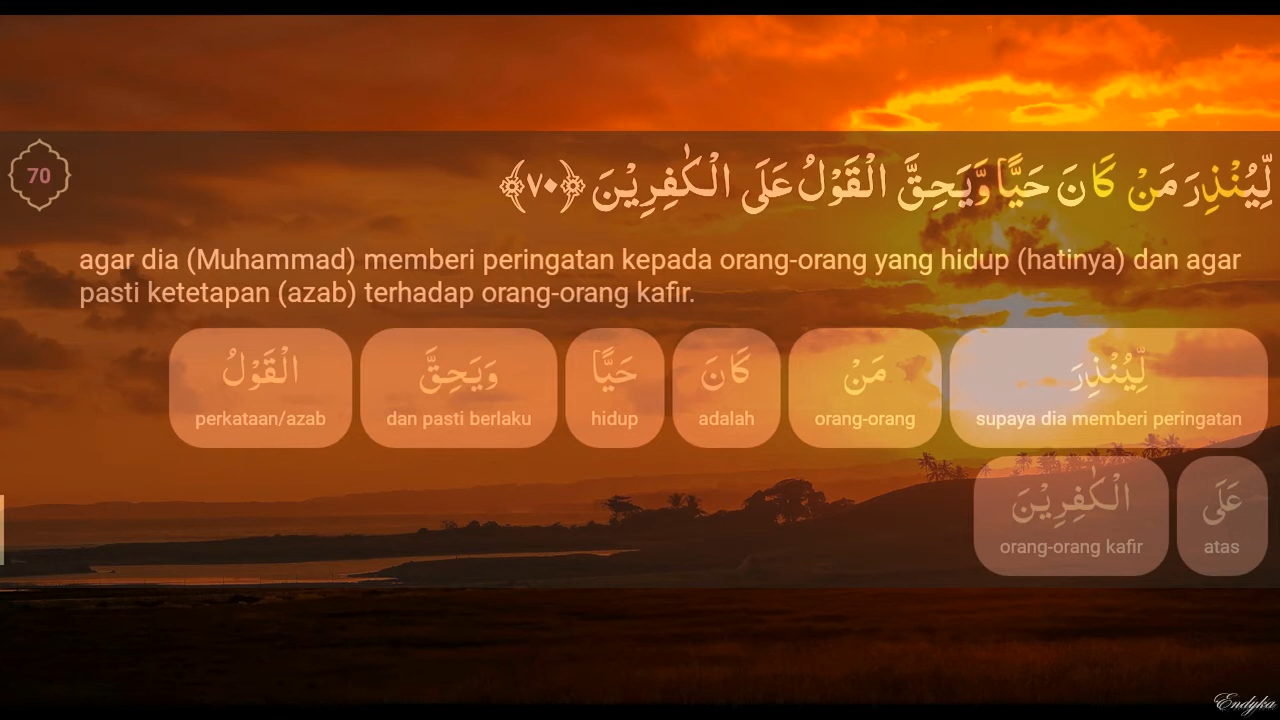 70
لِّيُنْذِرَ مَنْ كَانَ حَيًّا وَّيَحِقَّ الْقَوْلُ عَلَى الْكٰفِرِيْنَ ﴿٧٠﴾
agar dia (Muhammad) memberi peringatan kepada orang-orang yang hidup (hatinya) dan agar
pasti ketetapan (azab) terhadap orang-orang kafir.
لِّيُنْذِرَ مَنْ كَانَ حَيًّا وَيَحِقَّ الْقَوْلُ
supaya dia memberi peringatan orang-orang adalah hidup dan pasti berlaku perkataan/azab
عَلَى الْكٰفِرِيْنَ
atas orang-orang kafir
Endyka